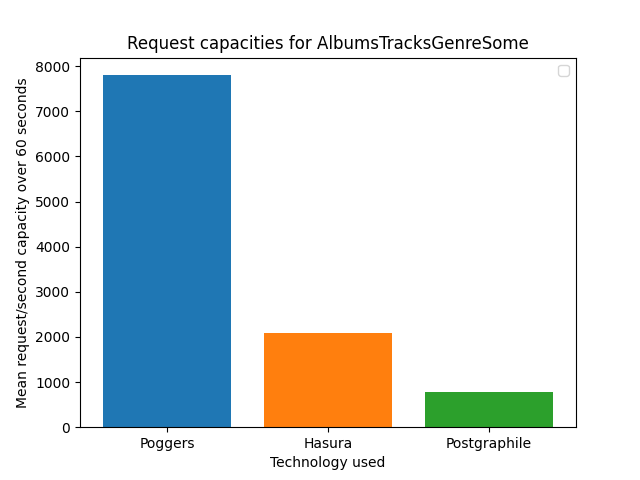 Request capacities for AlbumsTracksGenreSome
Mean request/second capacity over 60 seconds
8000
7000
6000
5000
4000
3000
2000
1000
0
Poggers Hasura Postgraphile
Technology used